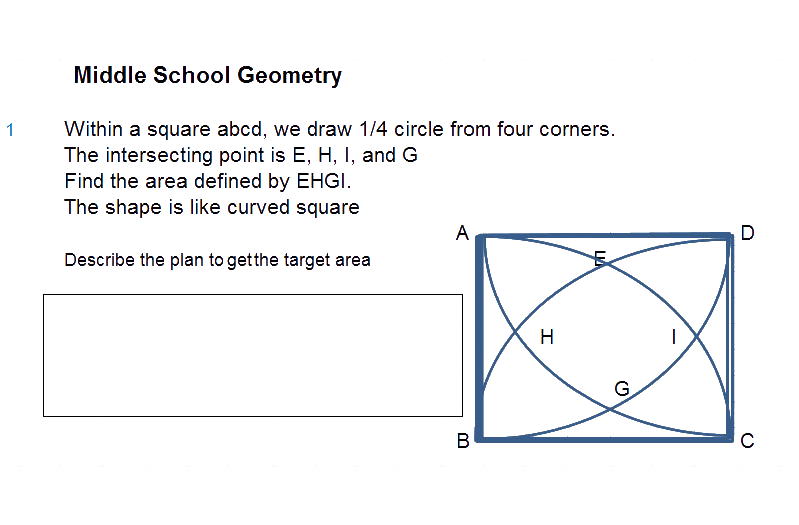 Middle School Geometry
1
Within a square abcd, we draw 1/4 circle from four corners.
The intersecting point is E, H, I, and G
Find the area defined by EHGI.
The shape is like curved square
Describe the plan to getthe target area
A
D
E
H
I
G
B
C